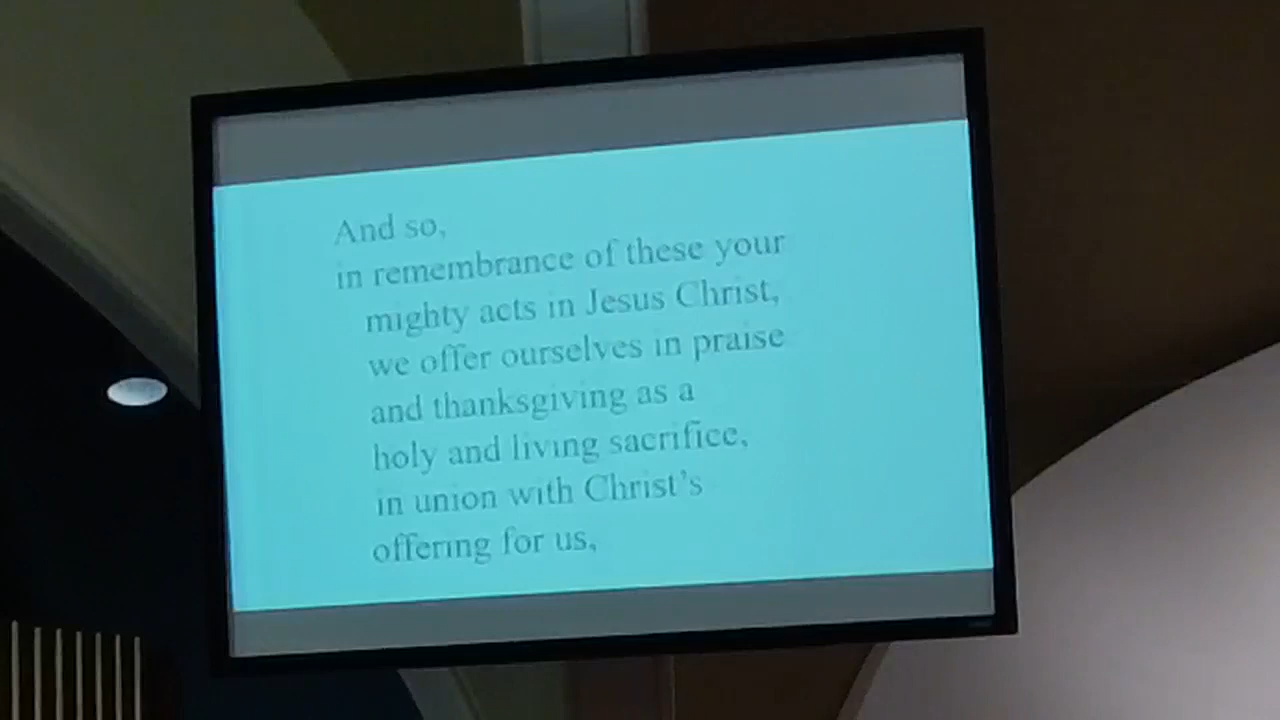 And so,
in remembrance of these your
mighty acts in Jesus Christ,
we offer ourselves in praise
and thanksgiving as a
holy and living sacrifice,
in union with Christ's
offering for us,